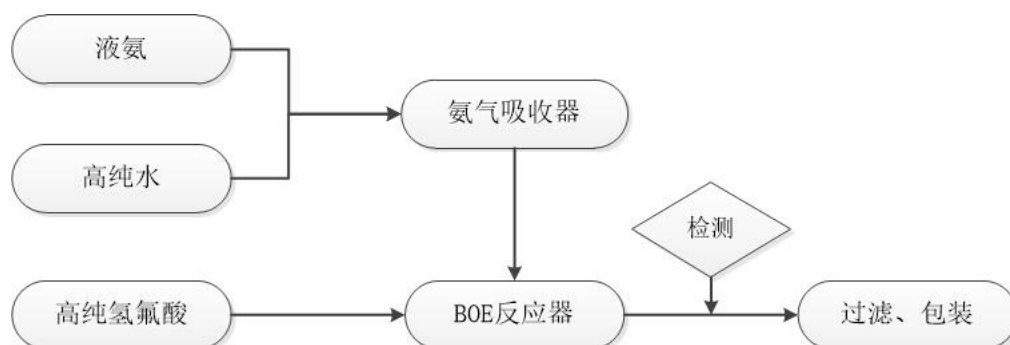 液氨
氨气吸收器
高纯水
检测
高纯氢氟酸
BOE反应器
过滤、包装